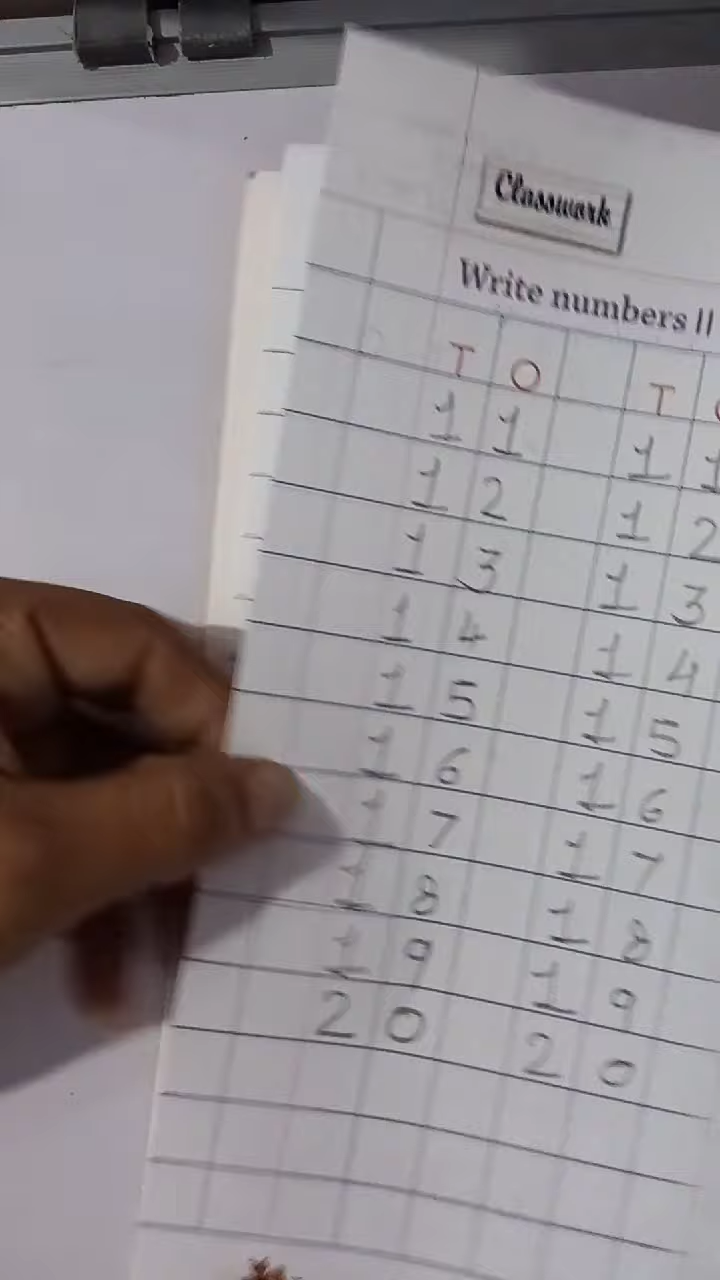 Classwork
Write numbers 11
T O T
1 1 1 1
1 2 1 2
1 3 1 3
1 4 1 4
1 5 1 5
1 6 1 6
1 7 1 7
1 8 1 8
1 9 1 9
2 0 2 0